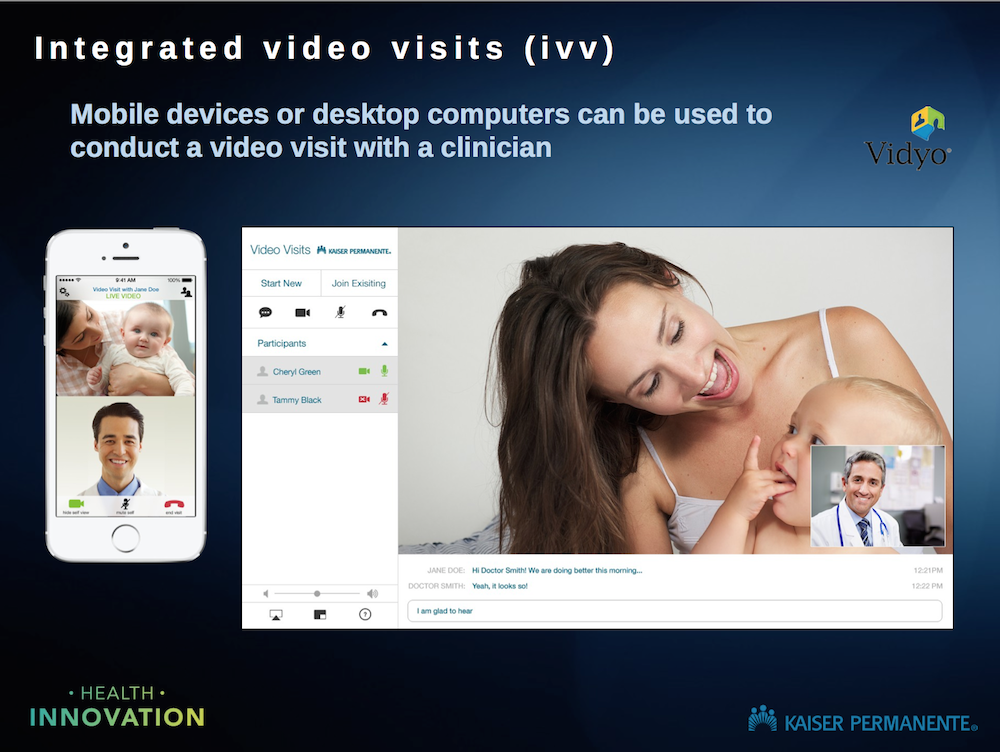 Integrated video visits (ivv)
Mobile devices or desktop computers can be used to
conduct a video visit with a clinician
Vidyo®
9:41 AM
100%
Video Visit with Jane Doe
LIVE VIDEO
hide self view
mute self
end visit
Video Visits
KAISER PERMANENTE®
Start New
Join Exisiting
Participants
Cheryl Green
Tammy Black
JANE DOE: Hi Doctor Smith! We are doing better this morning... 12:21PM
DOCTOR SMITH: Yeah, it looks so! 12:22 PM
I am glad to hear
?
• HEALTH •
INNOVATION
KAISER PERMANENTE®